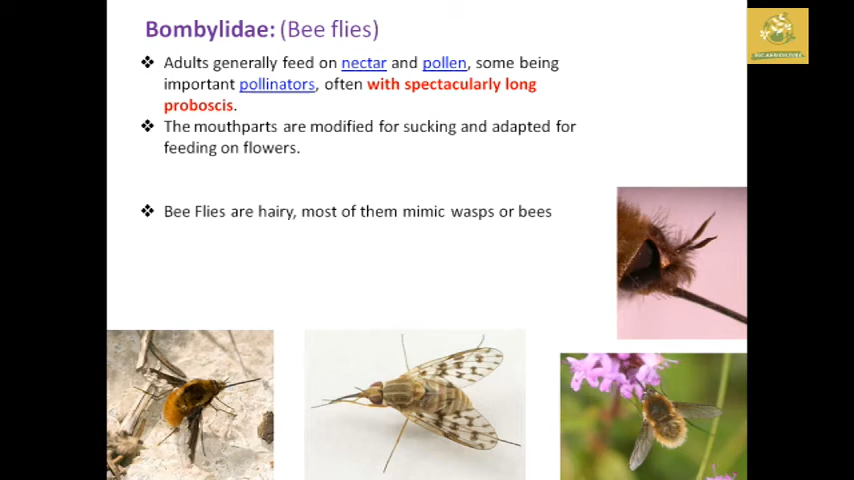 Bombylidae: (Bee flies)
❖ Adults generally feed on nectar and pollen, some being
important pollinators, often with spectacularly long
proboscis.
❖ The mouthparts are modified for sucking and adapted for
feeding on flowers.
❖ Bee Flies are hairy, most of them mimic wasps or bees